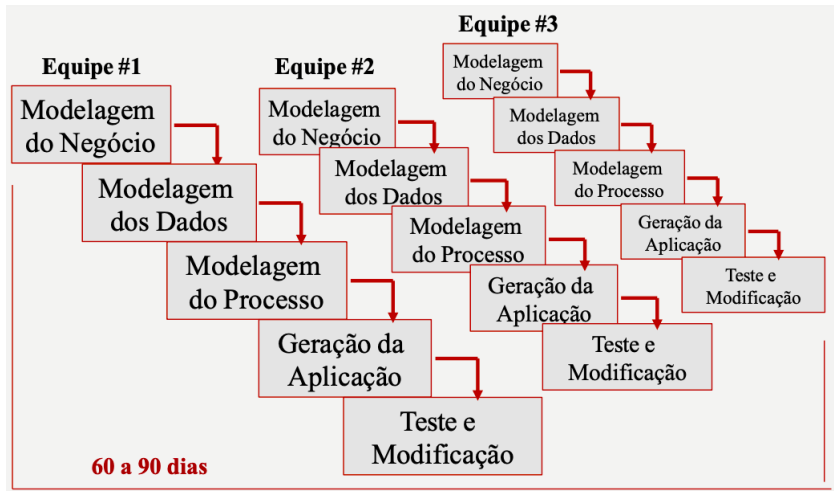 Equipe #1
Modelagem
do Negócio
Modelagem
dos Dados
Modelagem
do Processo
Geração da
Aplicação
Teste e
Modificação
Equipe #2
Modelagem
do Negócio
Modelagem
dos Dados
Modelagem
do Processo
Geração da
Aplicação
Teste e
Modificação
Equipe #3
Modelagem
do Negócio
Modelagem
dos Dados
Modelagem
do Processo
Geração da
Aplicação
Teste e
Modificação
60 a 90 dias